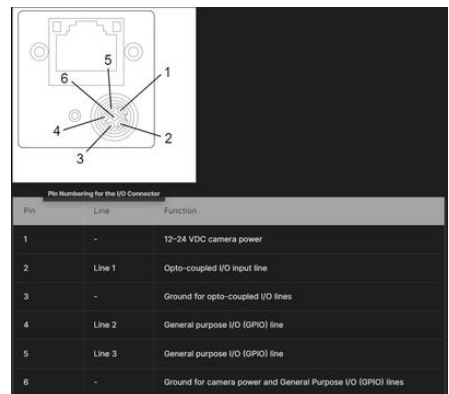 5
6
1
4
2
3
Pin Numbering for the I/O Connector
Pin Line Function
1 - 12–24 VDC camera power
2 Line 1 Opto-coupled I/O input line
3 - Ground for opto-coupled I/O lines
4 Line 2 General purpose I/O (GPIO) line
5 Line 3 General purpose I/O (GPIO) line
6 - Ground for camera power and General Purpose I/O (GPIO) lines